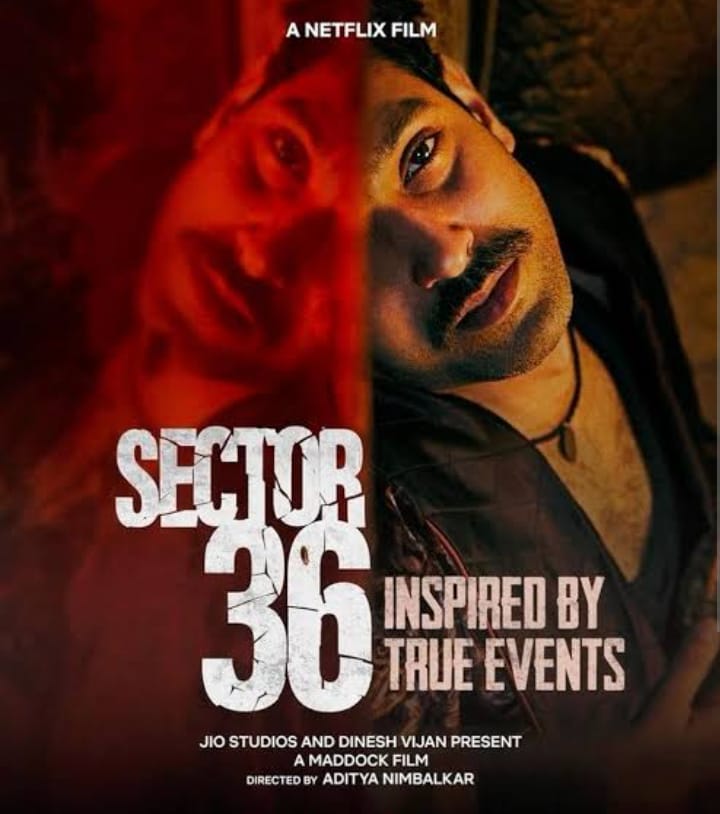 A NETFLIX FILM
SECTOR
36
INSPIRED BY
TRUE EVENTS
JIO STUDIOS AND DINESH VIJAN PRESENT
A MADDOCK FILM
DIRECTED BY ADITYA NIMBALKAR